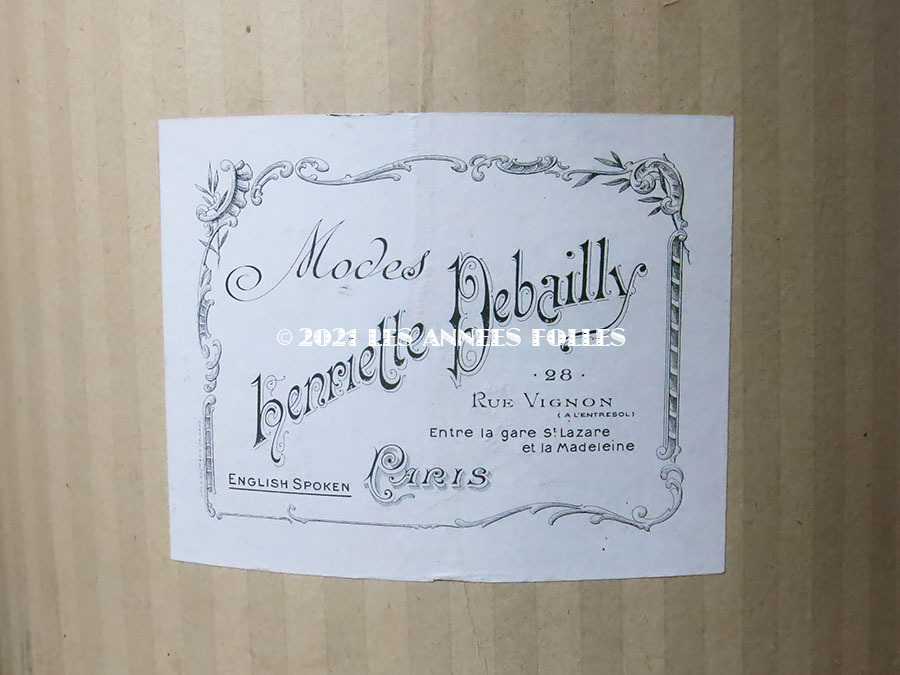 Modes
Henriette Debailly
© 2021 LES ANNEES FOLLES
· 28 ·
RUE VIGNON
(A L'ENTRESOL)
Entre la gare St Lazare
et la Madeleine
ENGLISH SPOKEN
PARIS